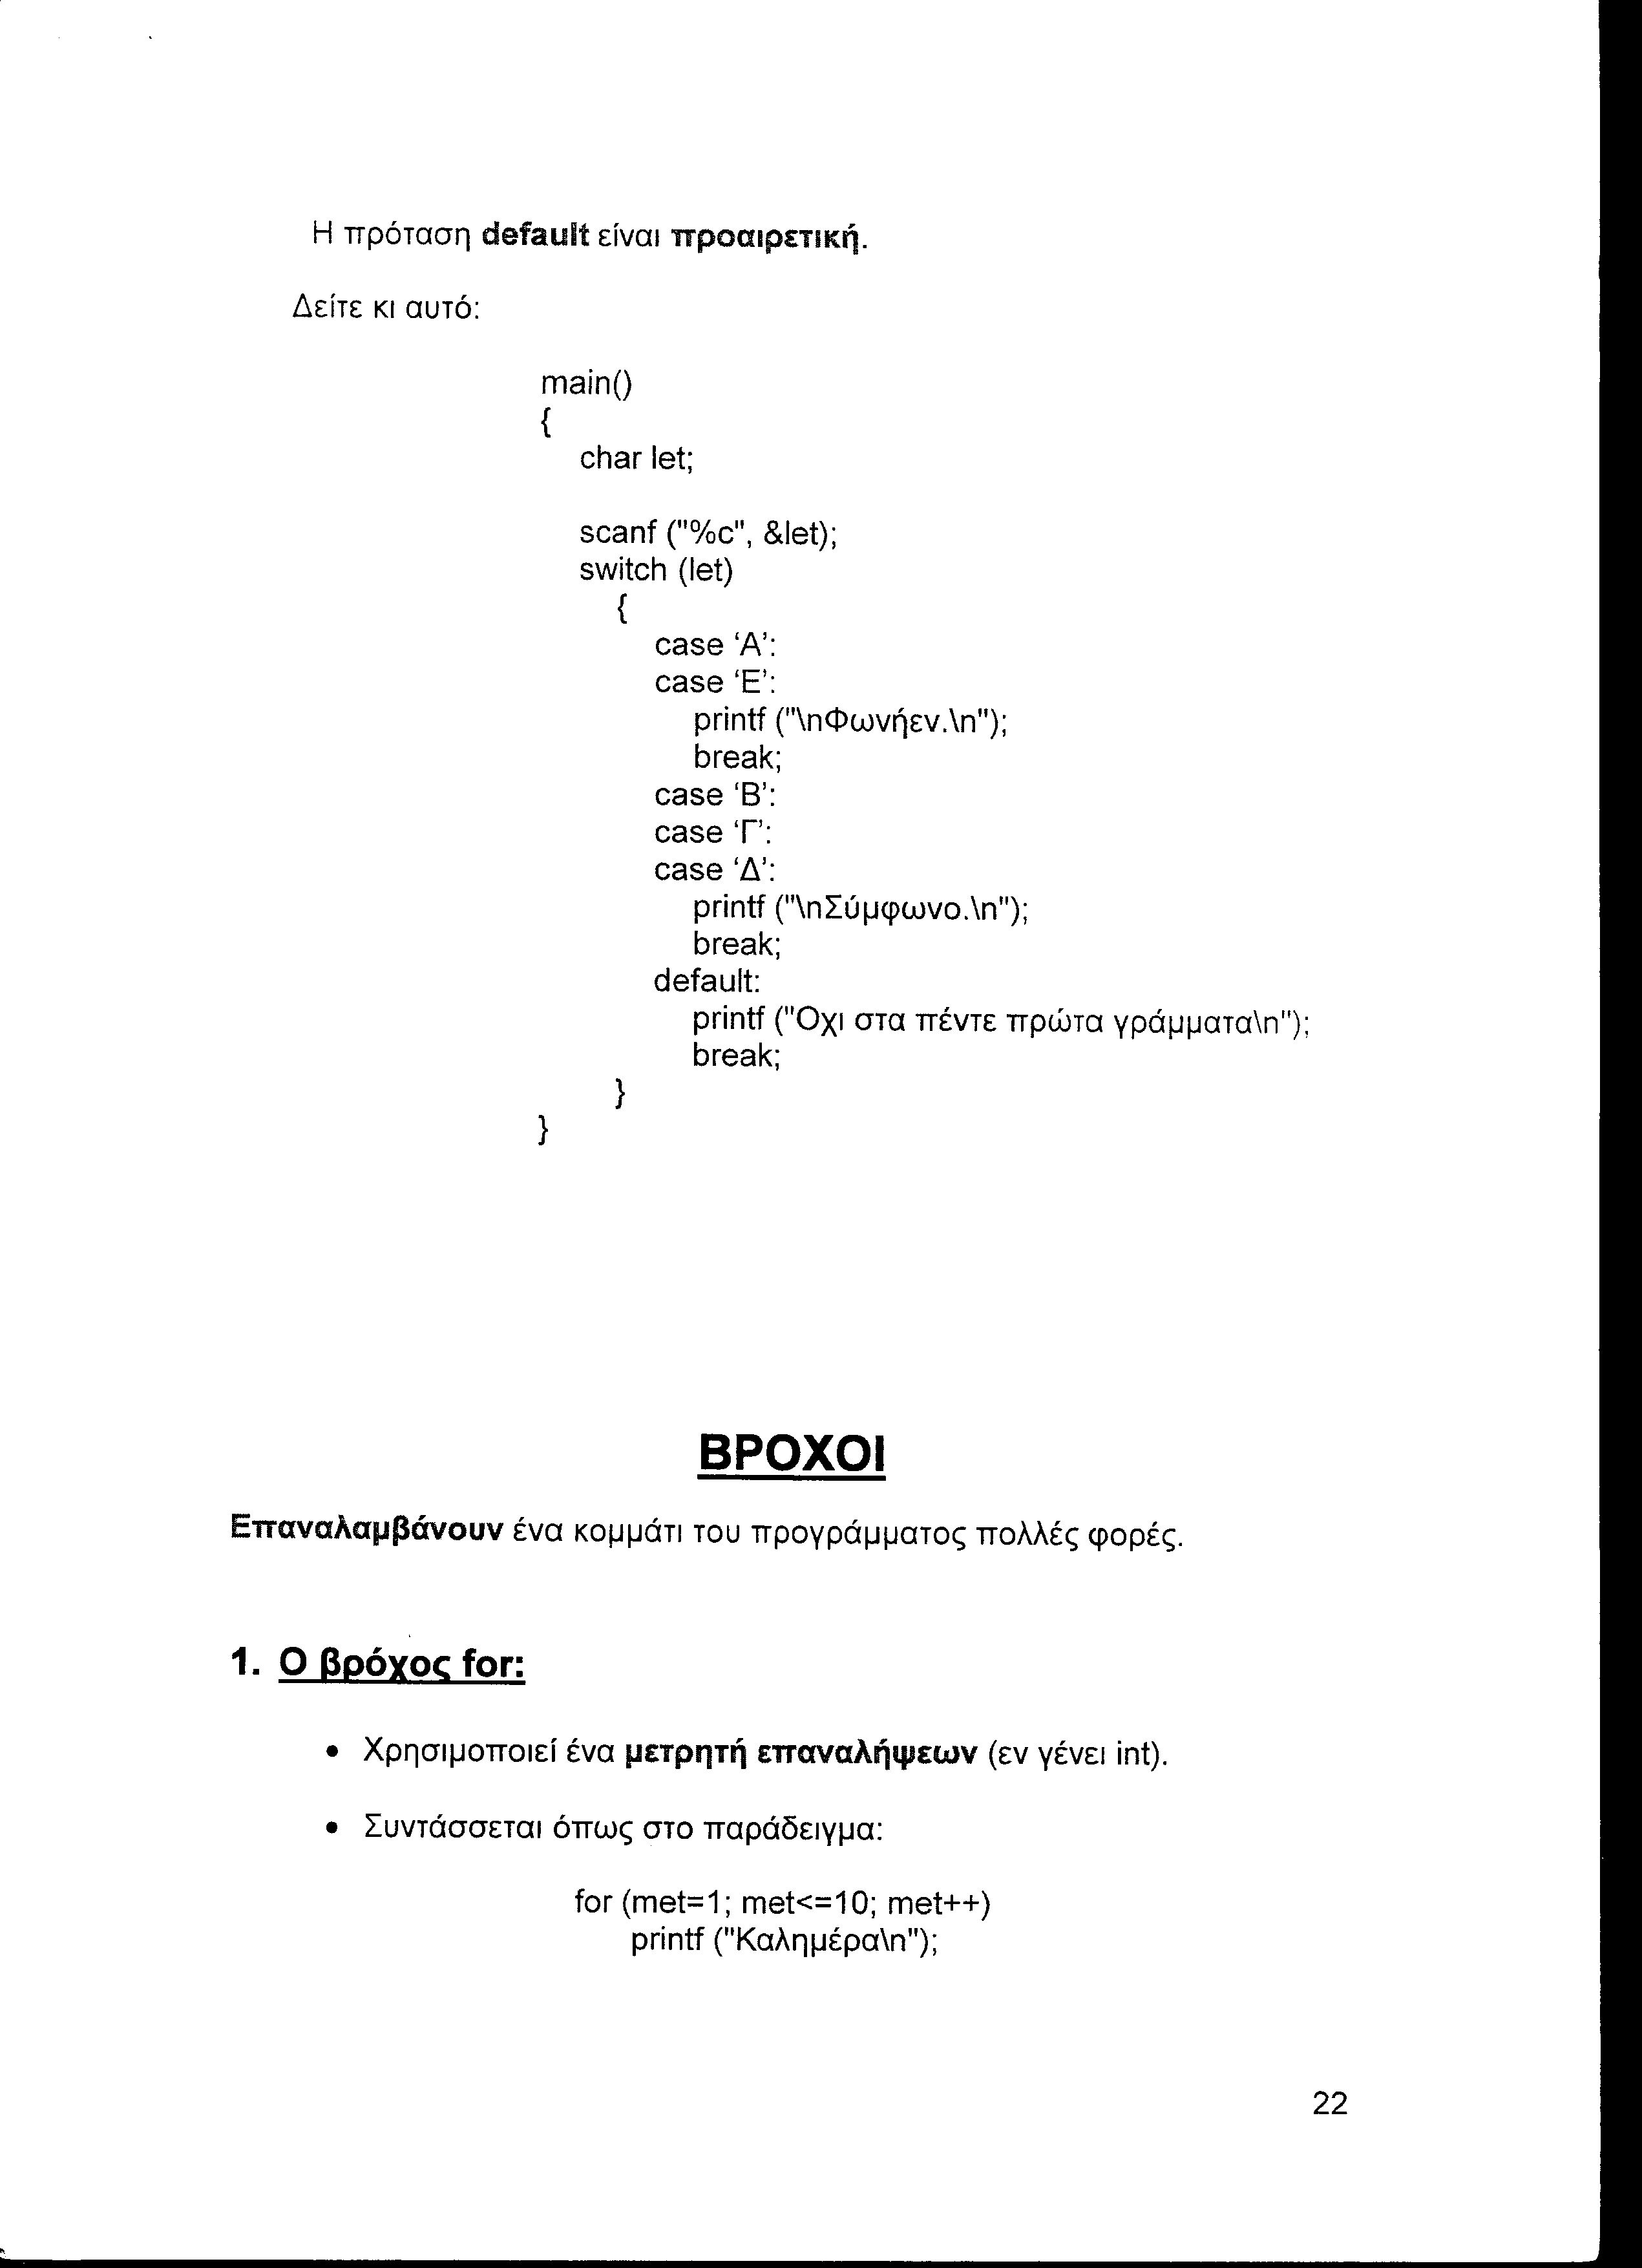 Η πρόταση default είναι προαιρετική.
Δείτε κι αυτό:
main()
{
char let;
scanf ("%c", &let);
switch (let)
{
case ‘Α’:
case ‘Ε’:
printf ("\nΦωνήεν.\n");
break;
case ‘Β’:
case ‘Γ’:
case ‘Δ’:
printf ("\nΣύμφωνο.\n");
break;
default:
printf ("Οχι στα πέντε πρώτα γράμματα\n");
break;
}
}
ΒΡΟΧΟΙ
Επαναλαμβάνουν ένα κομμάτι του προγράμματος πολλές φορές.
1. Ο βρόχος for:
• Χρησιμοποιεί ένα μετρητή επαναλήψεων (εν γένει int).
• Συντάσσεται όπως στο παράδειγμα:
for (met=1; met<=10; met++)
printf ("Καλημέρα\n");
22